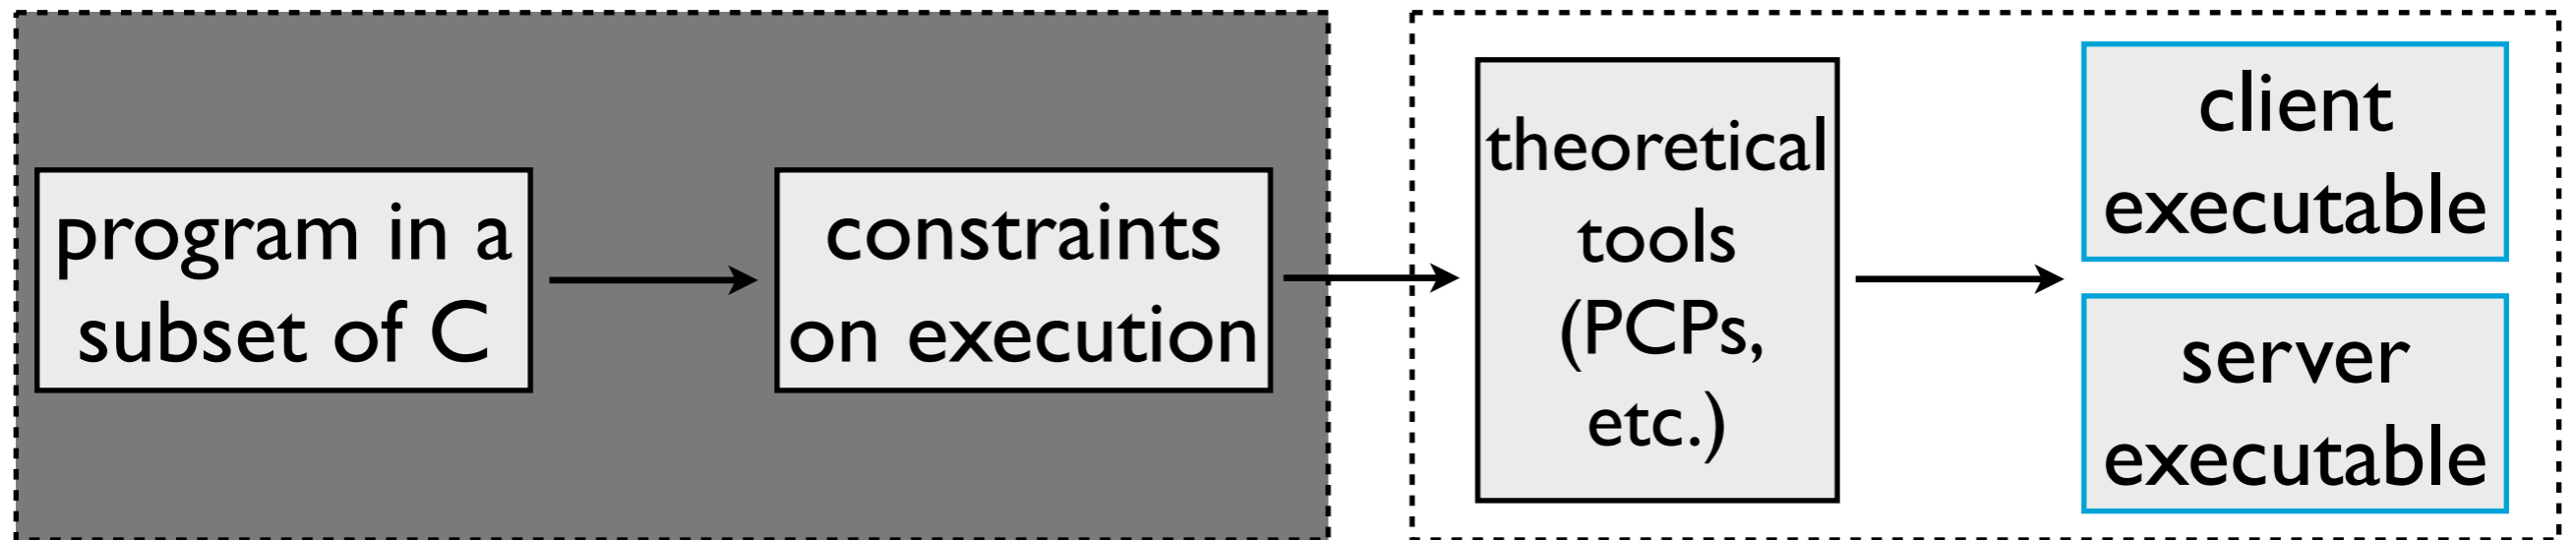 program in a
subset of C
constraints
on execution
theoretical
tools
(PCPs,
etc.)
client
executable
server
executable